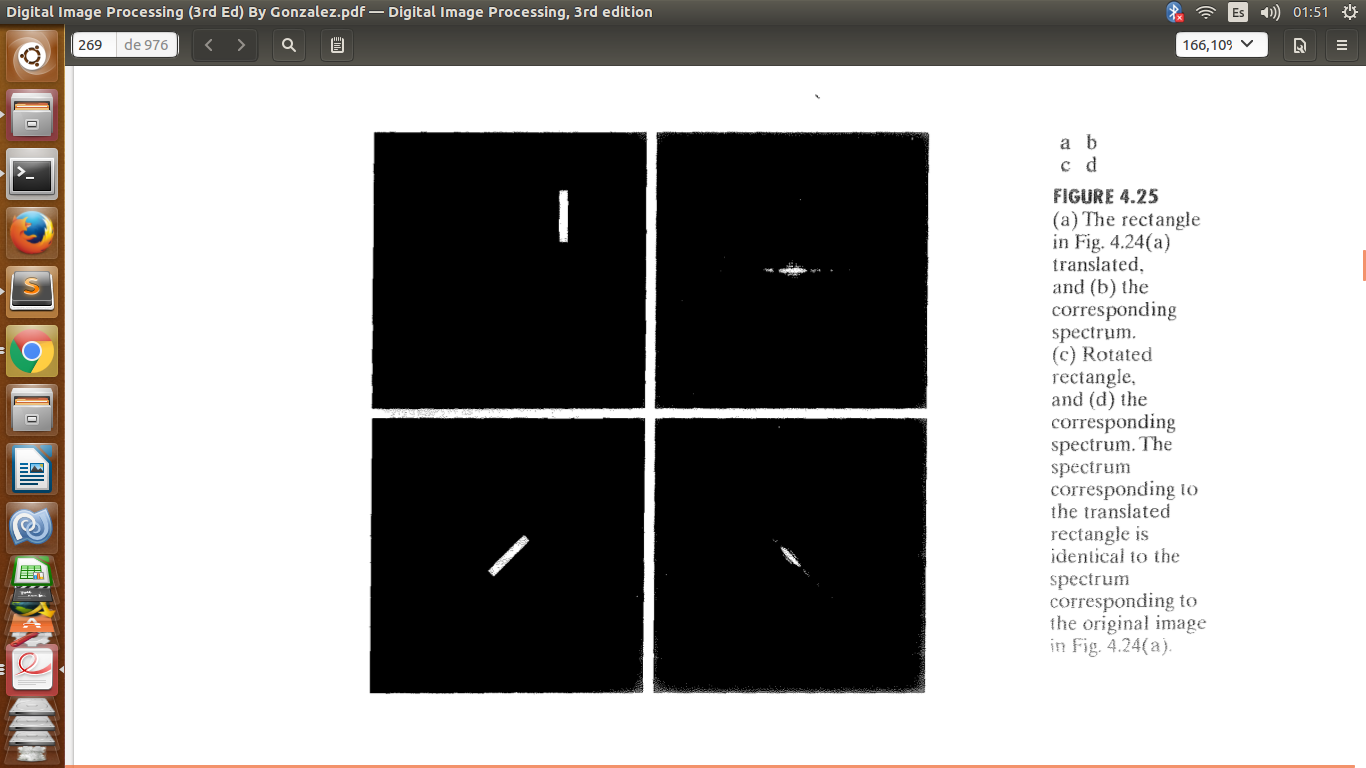 Digital Image Processing (3rd Ed) By Gonzalez.pdf — Digital Image Processing, 3rd edition
Es
01:51
269
de 976
166,10%
a b
c d
FIGURE 4.25
(a) The rectangle
in Fig. 4.24(a)
translated,
and (b) the
corresponding
spectrum.
(c) Rotated
rectangle,
and (d) the
corresponding
spectrum. The
spectrum
corresponding to
the translated
rectangle is
identical to the
spectrum
corresponding to
the original image
in Fig. 4.24(a).